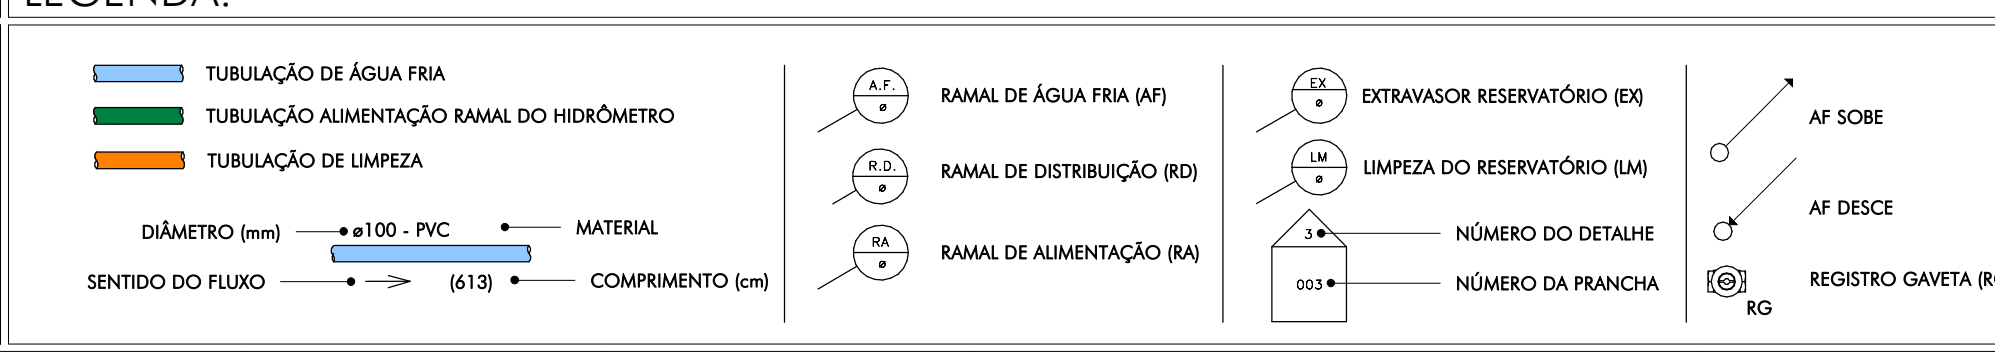 LEGENDA:
TUBULAÇÃO DE ÁGUA FRIA
TUBULAÇÃO ALIMENTAÇÃO RAMAL DO HIDRÔMETRO
TUBULAÇÃO DE LIMPEZA
DIÂMETRO (mm) ø100 - PVC MATERIAL
SENTIDO DO FLUXO (613) COMPRIMENTO (cm)
A.F.
ø
RAMAL DE ÁGUA FRIA (AF)
R.D.
ø
RAMAL DE DISTRIBUIÇÃO (RD)
RA
ø
RAMAL DE ALIMENTAÇÃO (RA)
EX
ø
EXTRAVASOR RESERVATÓRIO (EX)
LM
ø
LIMPEZA DO RESERVATÓRIO (LM)
3 NÚMERO DO DETALHE
003 NÚMERO DA PRANCHA
AF SOBE
AF DESCE
REGISTRO GAVETA (R
RG